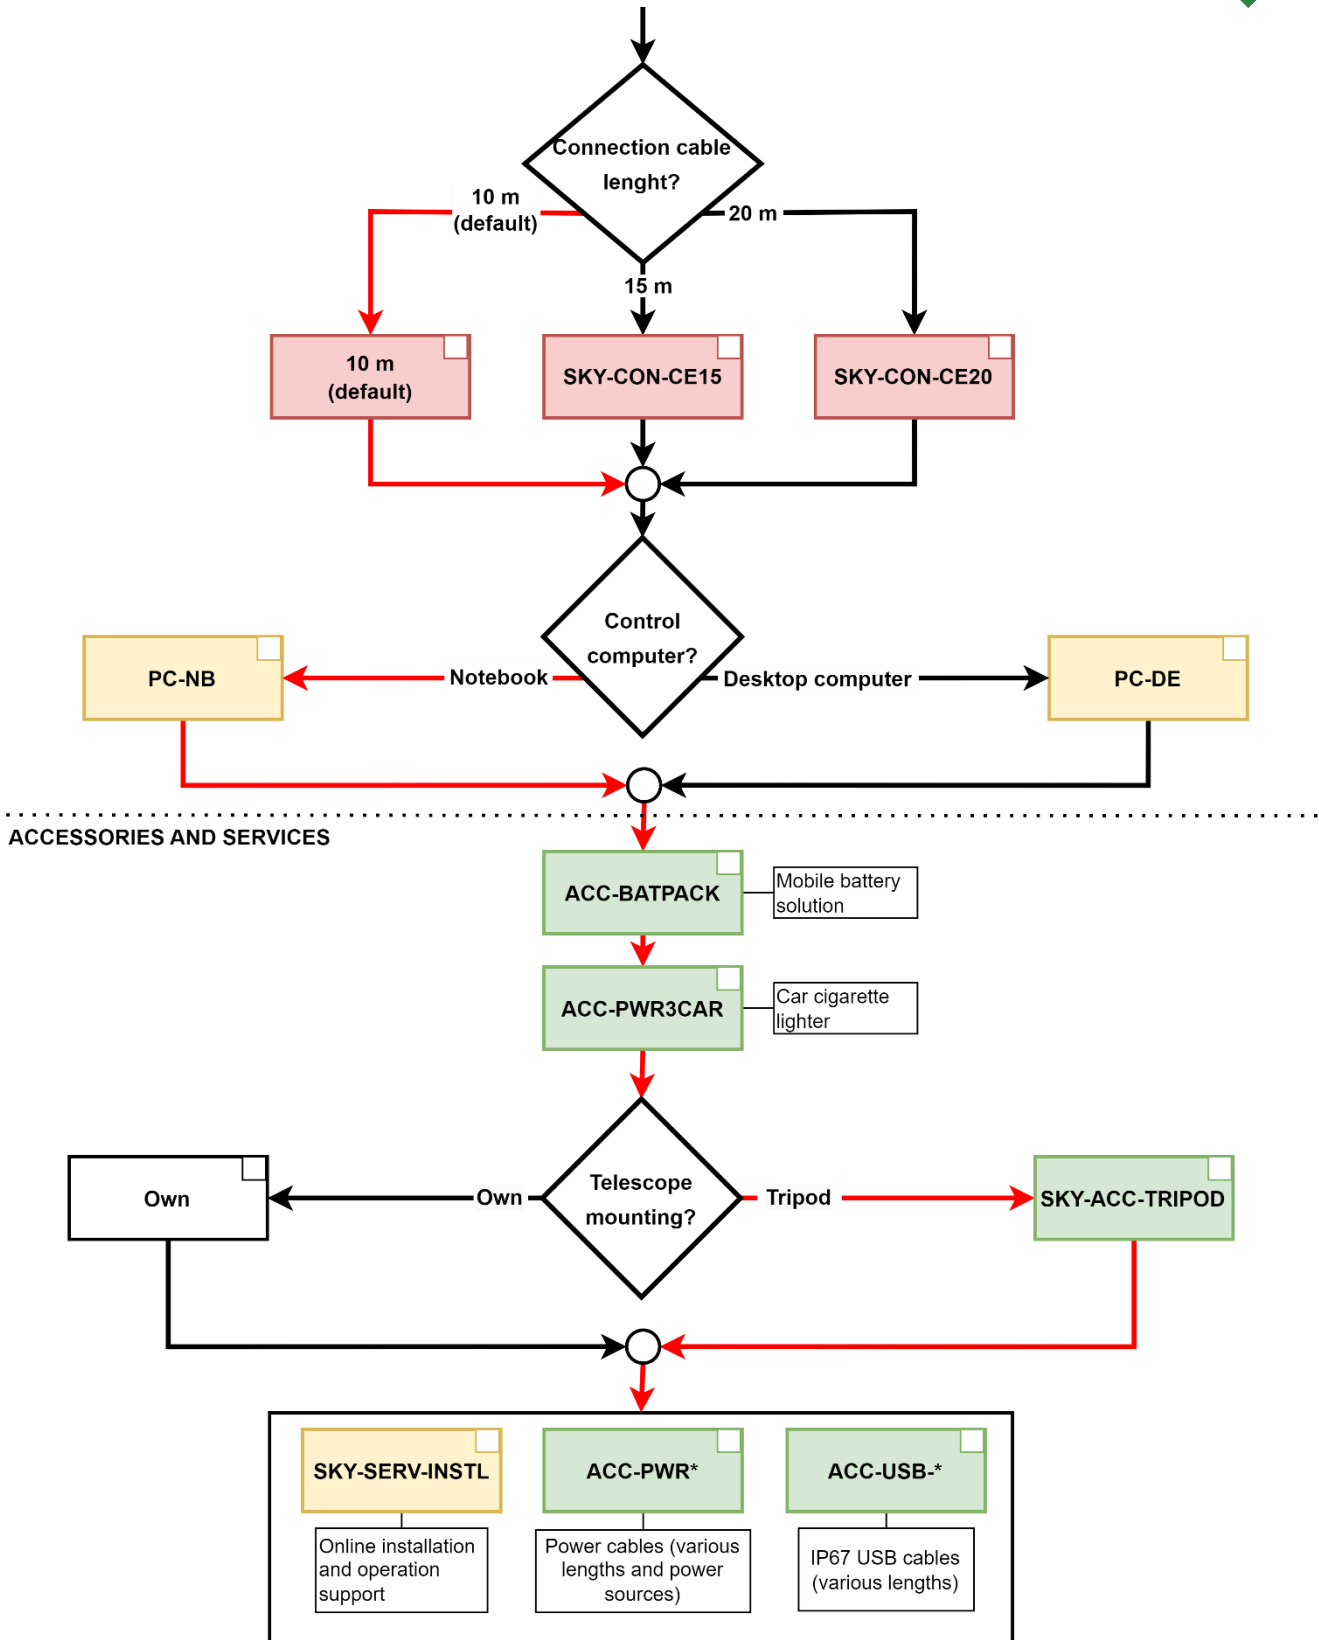 Connection cable
lenght?
10 m
(default)
20 m
15 m
10 m
(default)
SKY-CON-CE15
SKY-CON-CE20
Control
computer?
PC-NB
Notebook
Desktop computer
PC-DE
ACCESSORIES AND SERVICES
ACC-BATPACK
Mobile battery
solution
ACC-PWR3CAR
Car cigarette
lighter
Telescope
mounting?
Own
Own
Tripod
SKY-ACC-TRIPOD
SKY-SERV-INSTL
ACC-PWR*
ACC-USB-*
Online installation
and operation
support
Power cables (various
lengths and power
sources)
IP67 USB cables
(various lengths)